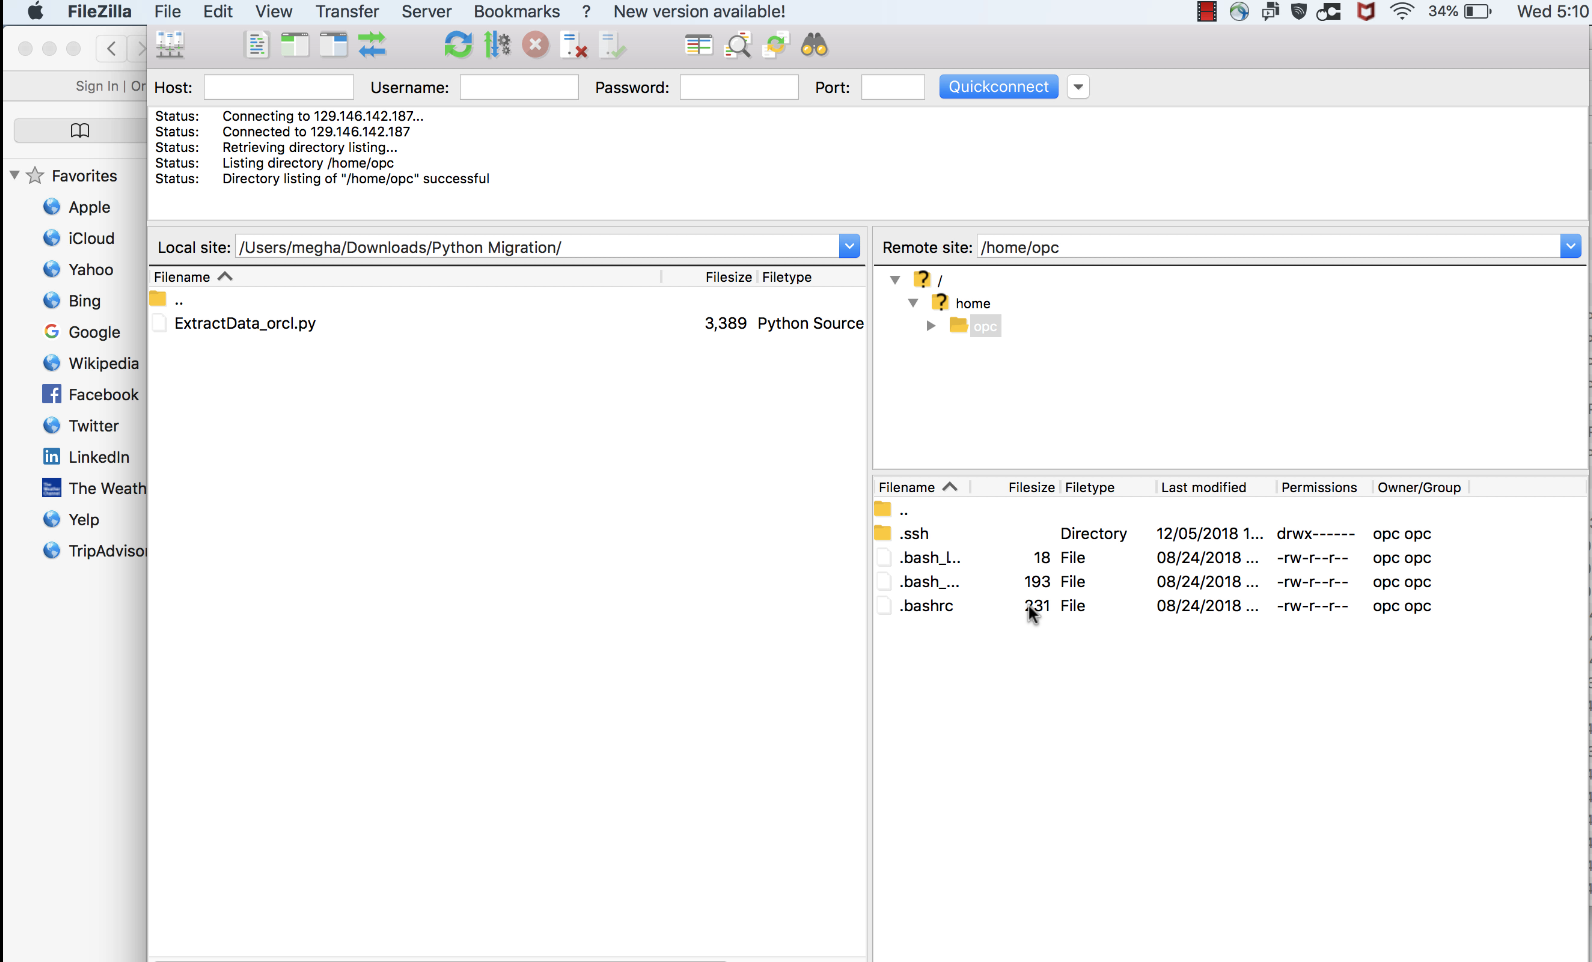 FileZilla File Edit View Transfer Server Bookmarks ? New version available! 34% Wed 5:10
Sign In | Or
Host: Username: Password: Port: Quickconnect
Status: Connecting to 129.146.142.187...
Status: Connected to 129.146.142.187
Status: Retrieving directory listing...
Status: Listing directory /home/opc
Status: Directory listing of "/home/opc" successful
Favorites
Apple
iCloud
Yahoo
Bing
Google
Wikipedia
Facebook
Twitter
LinkedIn
The Weath
Yelp
TripAdvisor
Local site: /Users/megha/Downloads/Python Migration/
Filename Filesize Filetype
..
ExtractData_orcl.py 3,389 Python Source
Remote site: /home/opc
/
home
opc
Filename Filesize Filetype Last modified Permissions Owner/Group
..
.ssh Directory 12/05/2018 1... drwx------ opc opc
.bash_l... 18 File 08/24/2018 ... -rw-r--r-- opc opc
.bash_... 193 File 08/24/2018 ... -rw-r--r-- opc opc
.bashrc 231 File 08/24/2018 ... -rw-r--r-- opc opc